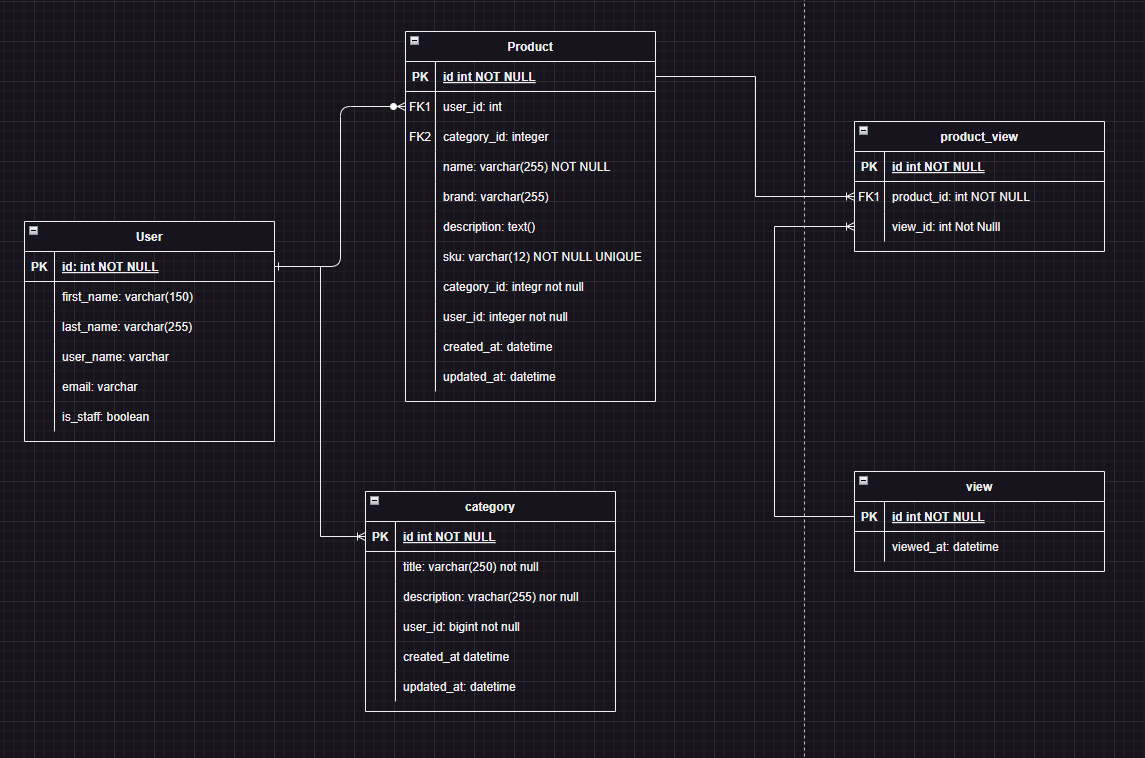 Product
PK id int NOT NULL
FK1 user_id: int
FK2 category_id: integer
name: varchar(255) NOT NULL
brand: varchar(255)
description: text()
sku: varchar(12) NOT NULL UNIQUE
category_id: integr not null
user_id: integer not null
created_at: datetime
updated_at: datetime
product_view
PK id int NOT NULL
FK1 product_id: int NOT NULL
view_id: int Not Nulll
User
PK id: int NOT NULL
first_name: varchar(150)
last_name: varchar(255)
user_name: varchar
email: varchar
is_staff: boolean
category
PK id int NOT NULL
title: varchar(250) not null
description: vrachar(255) nor null
user_id: bigint not null
created_at datetime
updated_at: datetime
view
PK id int NOT NULL
viewed_at: datetime